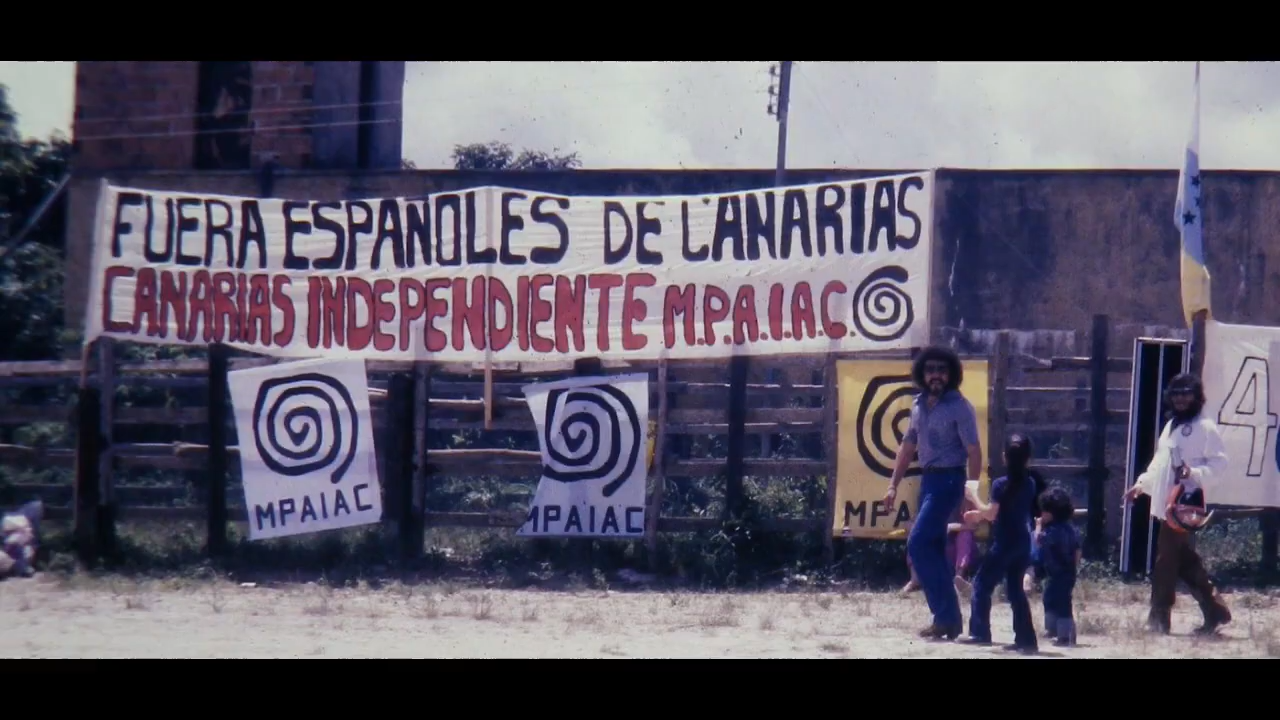 FUERA ESPAÑOLES DE CANARIAS
CANARIAS INDEPENDIENTE M.P.A.I.A.C.
MPAIAC
MPAIAC
MPA
4